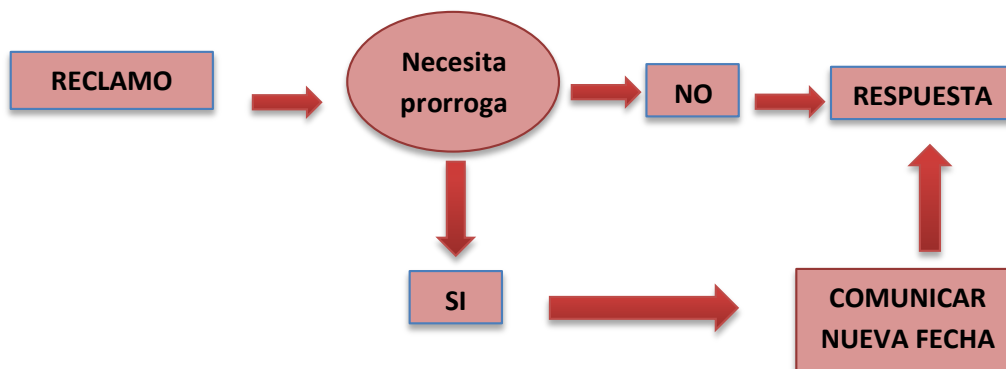 RECLAMO
Necesita
prorroga
NO
RESPUESTA
SI
COMUNICAR
NUEVA FECHA